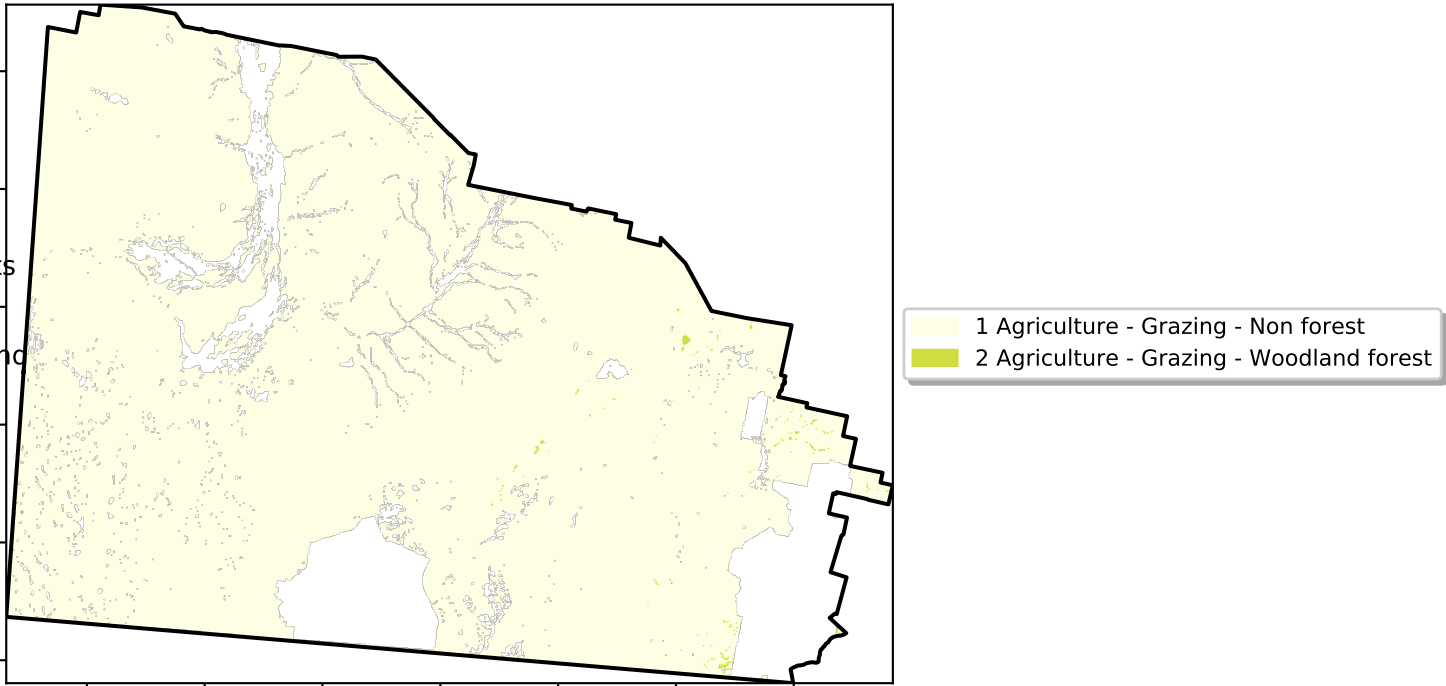 1 Agriculture - Grazing - Non forest
2 Agriculture - Grazing - Woodland forest